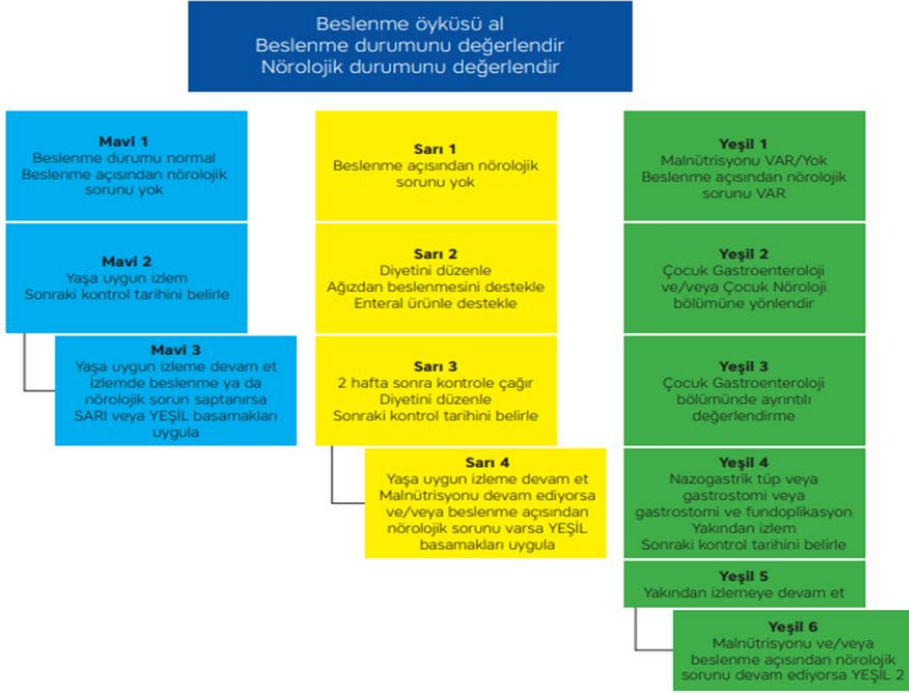 Beslenme öyküsü al
Beslenme durumunu değerlendir
Nörolojik durumunu değerlendir
Mavi 1
Beslenme durumu normal
Beslenme açısından nörolojik
sorunu yok
Mavi 2
Yaşa uygun izlem
Sonraki kontrol tarihini belirle
Mavi 3
Yaşa uygun izleme devam et
İzlemde beslenme ya da
nörolojik sorun saptanırsa
SARI veya YEŞİL basamakları
uygula
Sarı 1
Beslenme açısından nörolojik
sorunu yok
Sarı 2
Diyetini düzenle
Ağızdan beslenmesini destekle
Enteral ürünle destekle
Sarı 3
2 hafta sonra kontrole çağır
Diyetini düzenle
Sonraki kontrol tarihini belirle
Sarı 4
Yaşa uygun izleme devam et
Malnütrisyonu devam ediyorsa
ve/veya beslenme açısından
nörolojik sorunu varsa YEŞİL
basamakları uygula
Yeşil 1
Malnütrisyonu VAR/Yok
Beslenme açısından nörolojik
sorunu VAR
Yeşil 2
Çocuk Gastroenteroloji
ve/veya Çocuk Nöroloji
bölümüne yönlendir
Yeşil 3
Çocuk Gastroenteroloji
bölümünde ayrıntılı
değerlendirme
Yeşil 4
Nazogastrik tüp veya
gastrostomi veya
gastrostomi ve fundoplikasyon
Yakından izlem
Sonraki kontrol tarihini belirle
Yeşil 5
Yakından izlemeye devam et
Yeşil 6
Malnütrisyonu ve/veya
beslenme açısından nörolojik
sorunu devam ediyorsa YEŞİL 2